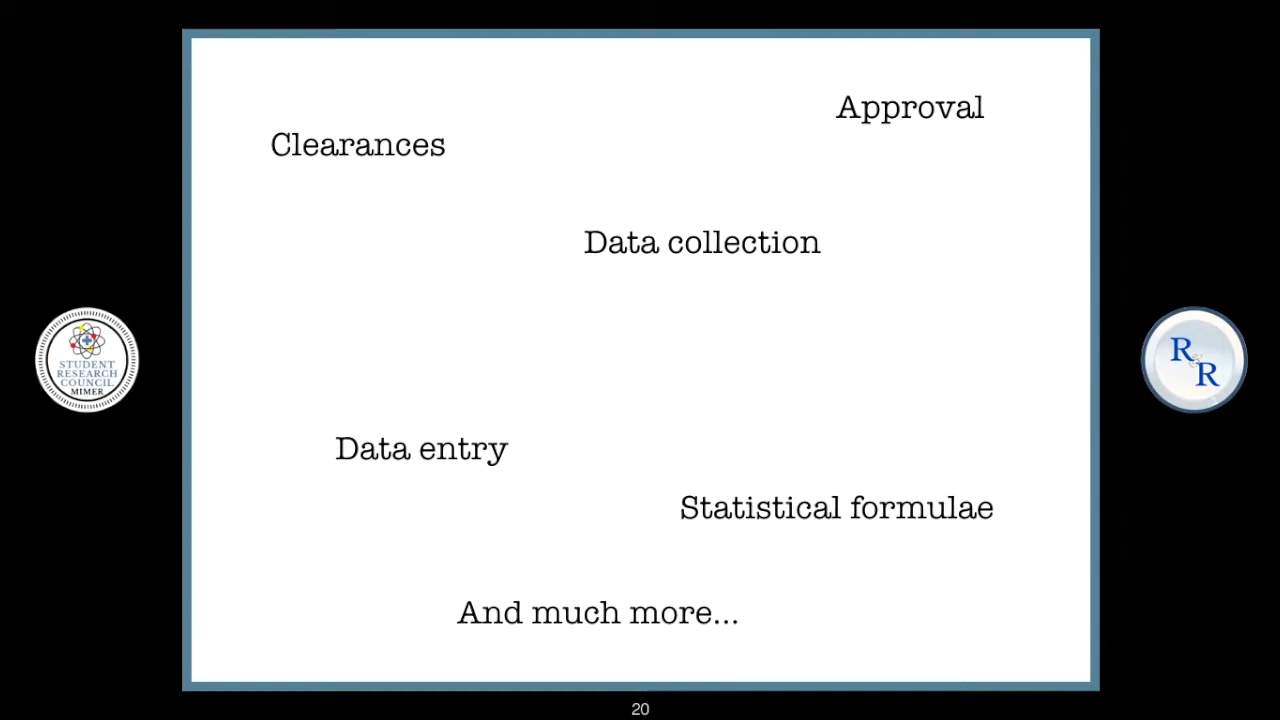 Approval
Clearances
Data collection
STUDENT
RESEARCH
COUNCIL
MIMER
R
&
R
Data entry
Statistical formulae
And much more...
20